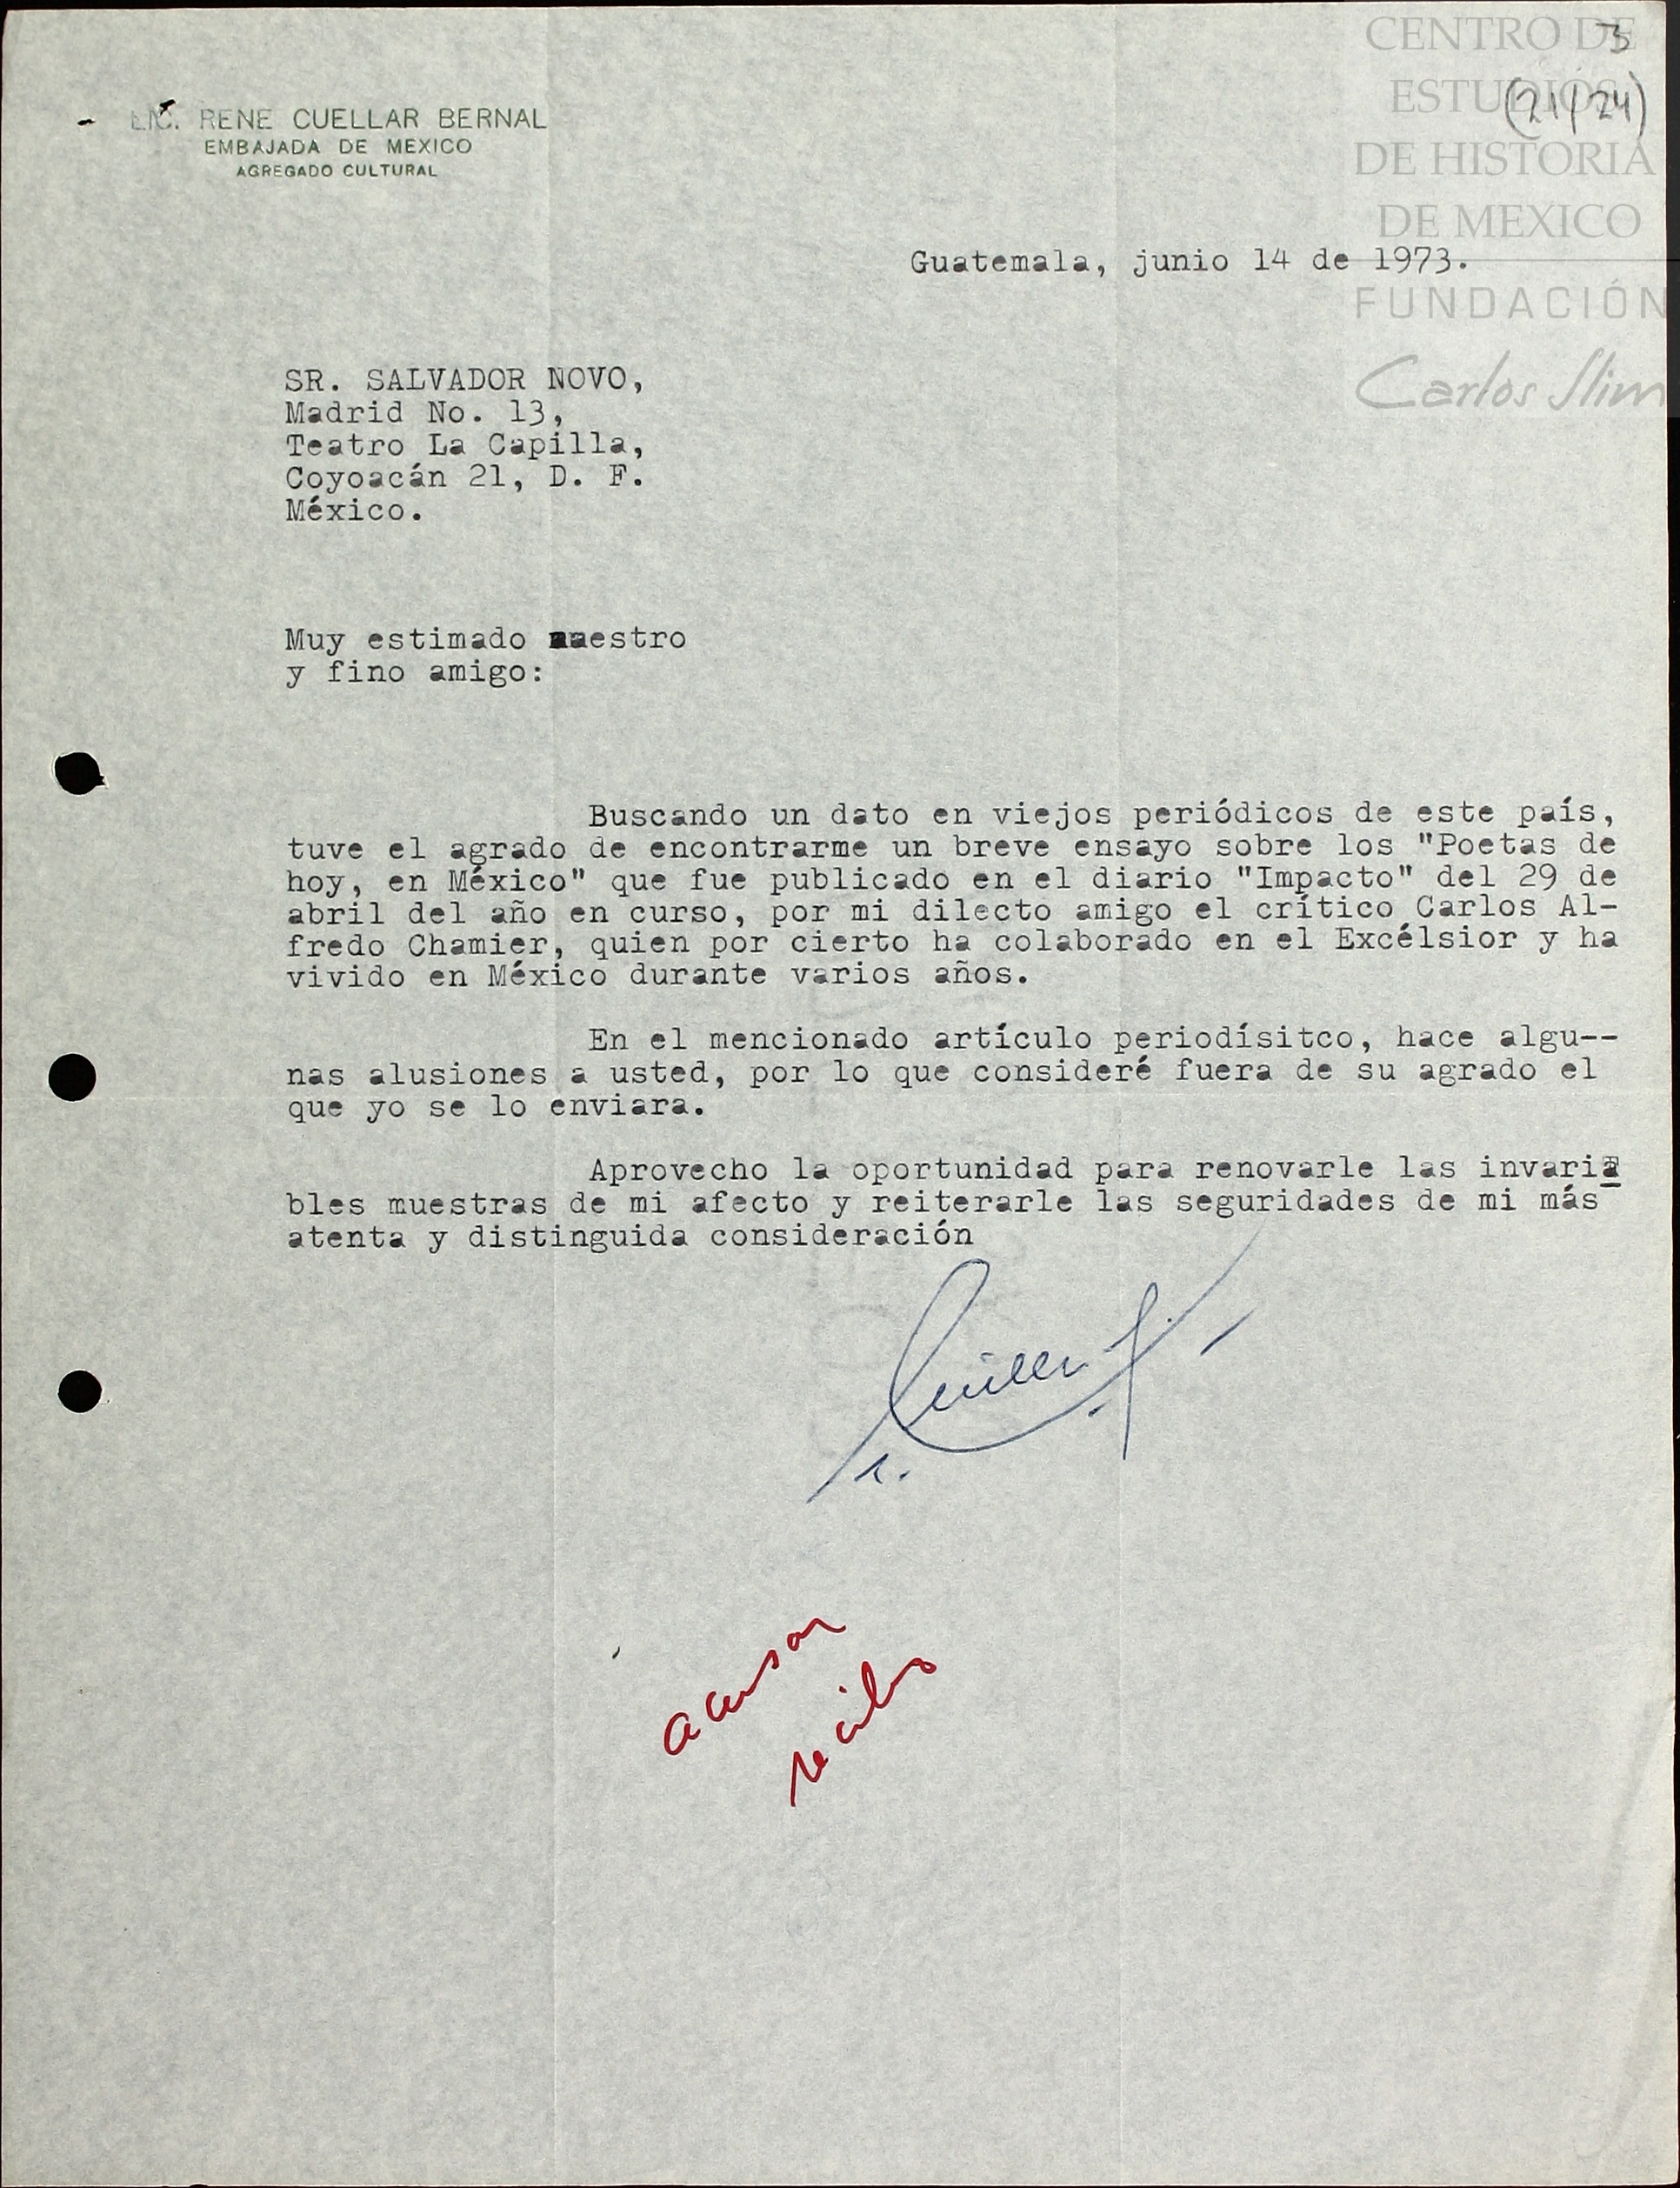 CENTRO DE
3
ESTUDIOS
(21/24)
DE HISTORIA
DE MEXICO
FUNDACIÓN
Carlos Slim
LIC. RENE CUELLAR BERNAL
EMBAJADA DE MEXICO
AGREGADO CULTURAL
Guatemala, junio 14 de 1973.
SR. SALVADOR NOVO,
Madrid No. 13,
Teatro La Capilla,
Coyoacán 21, D. F.
México.
Muy estimado maestro
y fino amigo:
Buscando un dato en viejos periódicos de este país,
tuve el agrado de encontrarme un breve ensayo sobre los "Poetas de
hoy, en México" que fue publicado en el diario "Impacto" del 29 de
abril del año en curso, por mi dilecto amigo el crítico Carlos Al-
fredo Chamier, quien por cierto ha colaborado en el Excélsior y ha
vivido en México durante varios años.
En el mencionado artículo periodísitco, hace algu--
nas alusiones a usted, por lo que consideré fuera de su agrado el
que yo se lo enviara.
Aprovecho la oportunidad para renovarle las invaria
bles muestras de mi afecto y reiterarle las seguridades de mi más
atenta y distinguida consideración
acusar
recibo